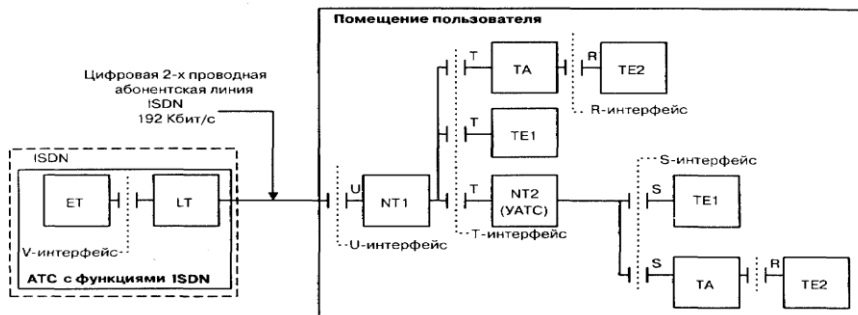 Помещение пользователя
Цифровая 2-х проводная
абонентская линия
ISDN
192 Кбит/с
T
TA
R
TE2
R-интерфейс
T
TE1
ISDN
ET
LT
U
NT1
T
NT2
(УАТС)
S-интерфейс
S
TE1
V-интерфейс
U-интерфейс
T-интерфейс
АТС с функциями ISDN
S
TA
R
TE2